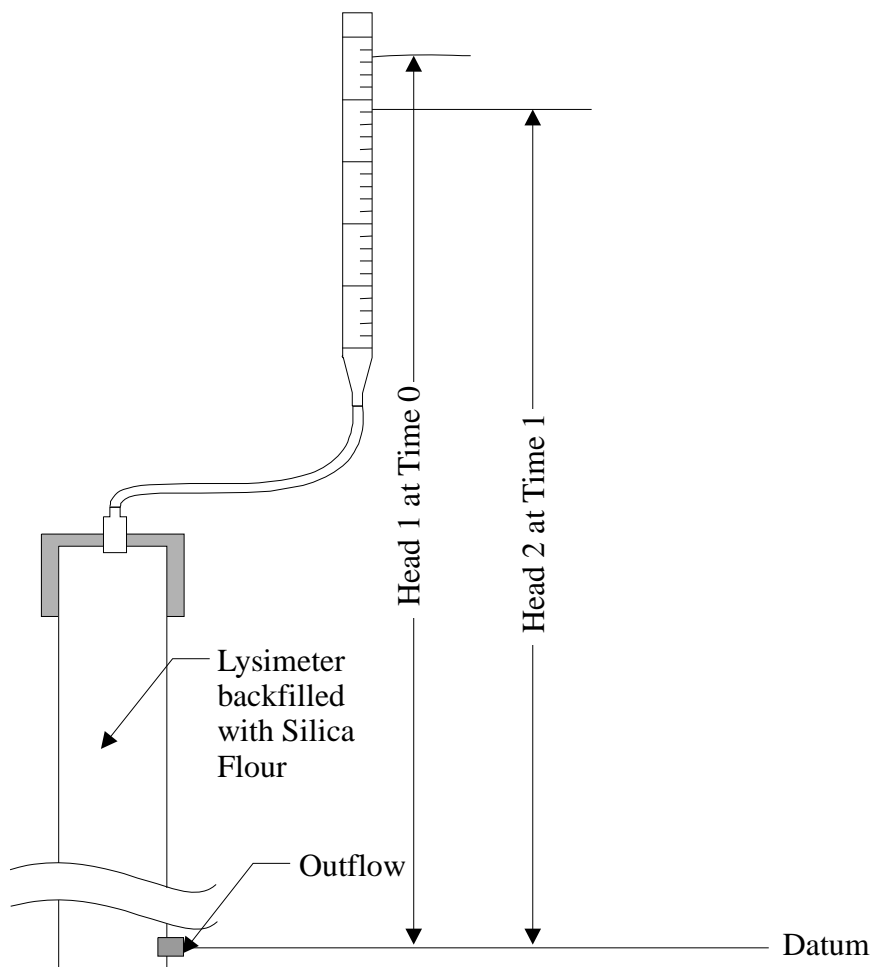 Head 1 at Time 0
Head 2 at Time 1
Lysimeter
backfilled
with Silica
Flour
Outflow
Datum